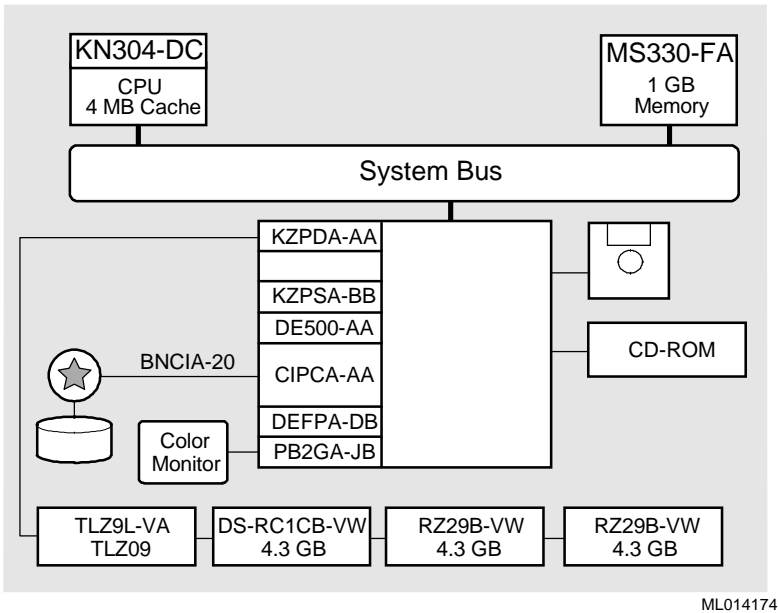 KN304-DC
CPU
4 MB Cache
MS330-FA
1 GB
Memory
System Bus
KZPDA-AA
KZPSA-BB
DE500-AA
CD-ROM
BNCIA-20
CIPCA-AA
DEFPA-DB
Color
Monitor
PB2GA-JB
TLZ9L-VA
TLZ09
DS-RC1CB-VW
4.3 GB
RZ29B-VW
4.3 GB
RZ29B-VW
4.3 GB
ML014174